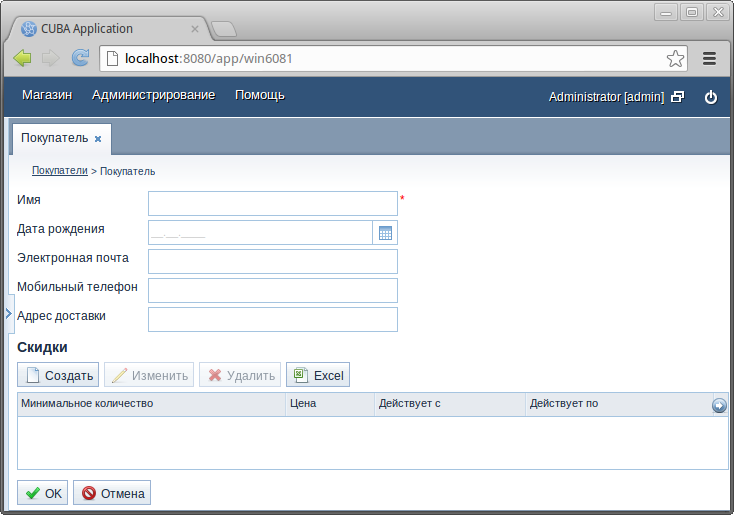 CUBA Application
localhost:8080/app/win6081
Магазин Администрирование Помощь Administrator [admin]
Покупатель
Покупатели > Покупатель
Имя *
Дата рождения __.__.____
Электронная почта
Мобильный телефон
Адрес доставки
Скидки
Создать Изменить Удалить Excel
Минимальное количество Цена Действует с Действует по
OK Отмена